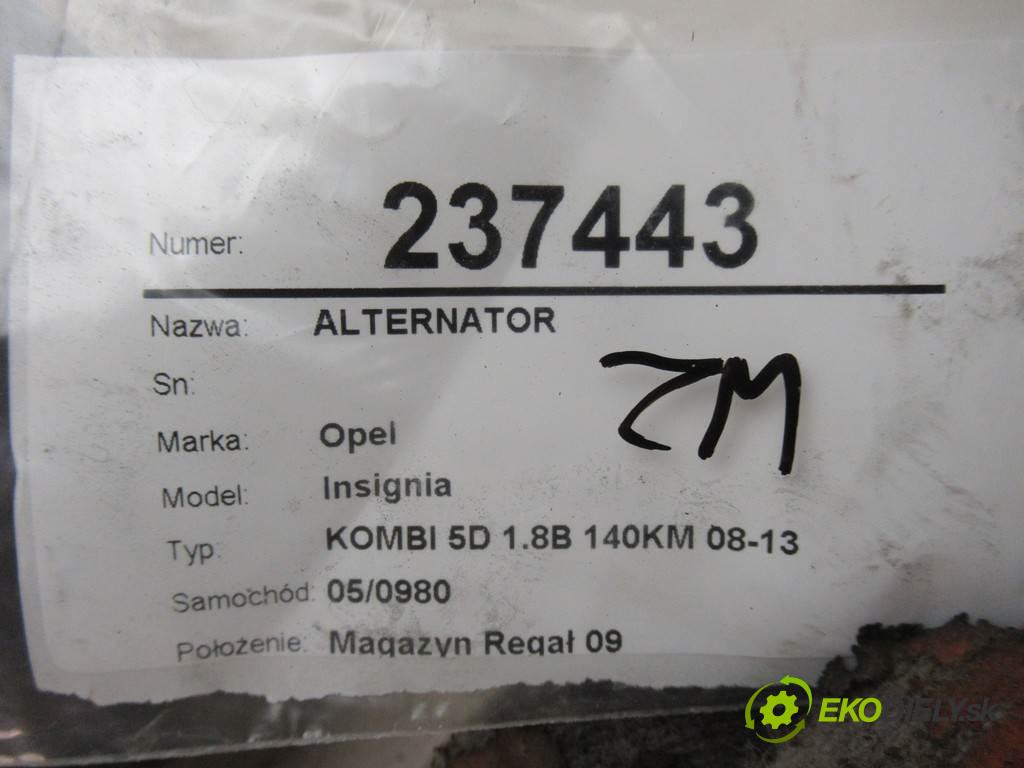 Numer: 237443
Nazwa: ALTERNATOR
Sn:
ZM
Marka: Opel
Model: Insignia
Typ: KOMBI 5D 1.8B 140KM 08-13
Samochód: 05/0980
Położenie: Magazyn Regał 09
EKODIELY.sk